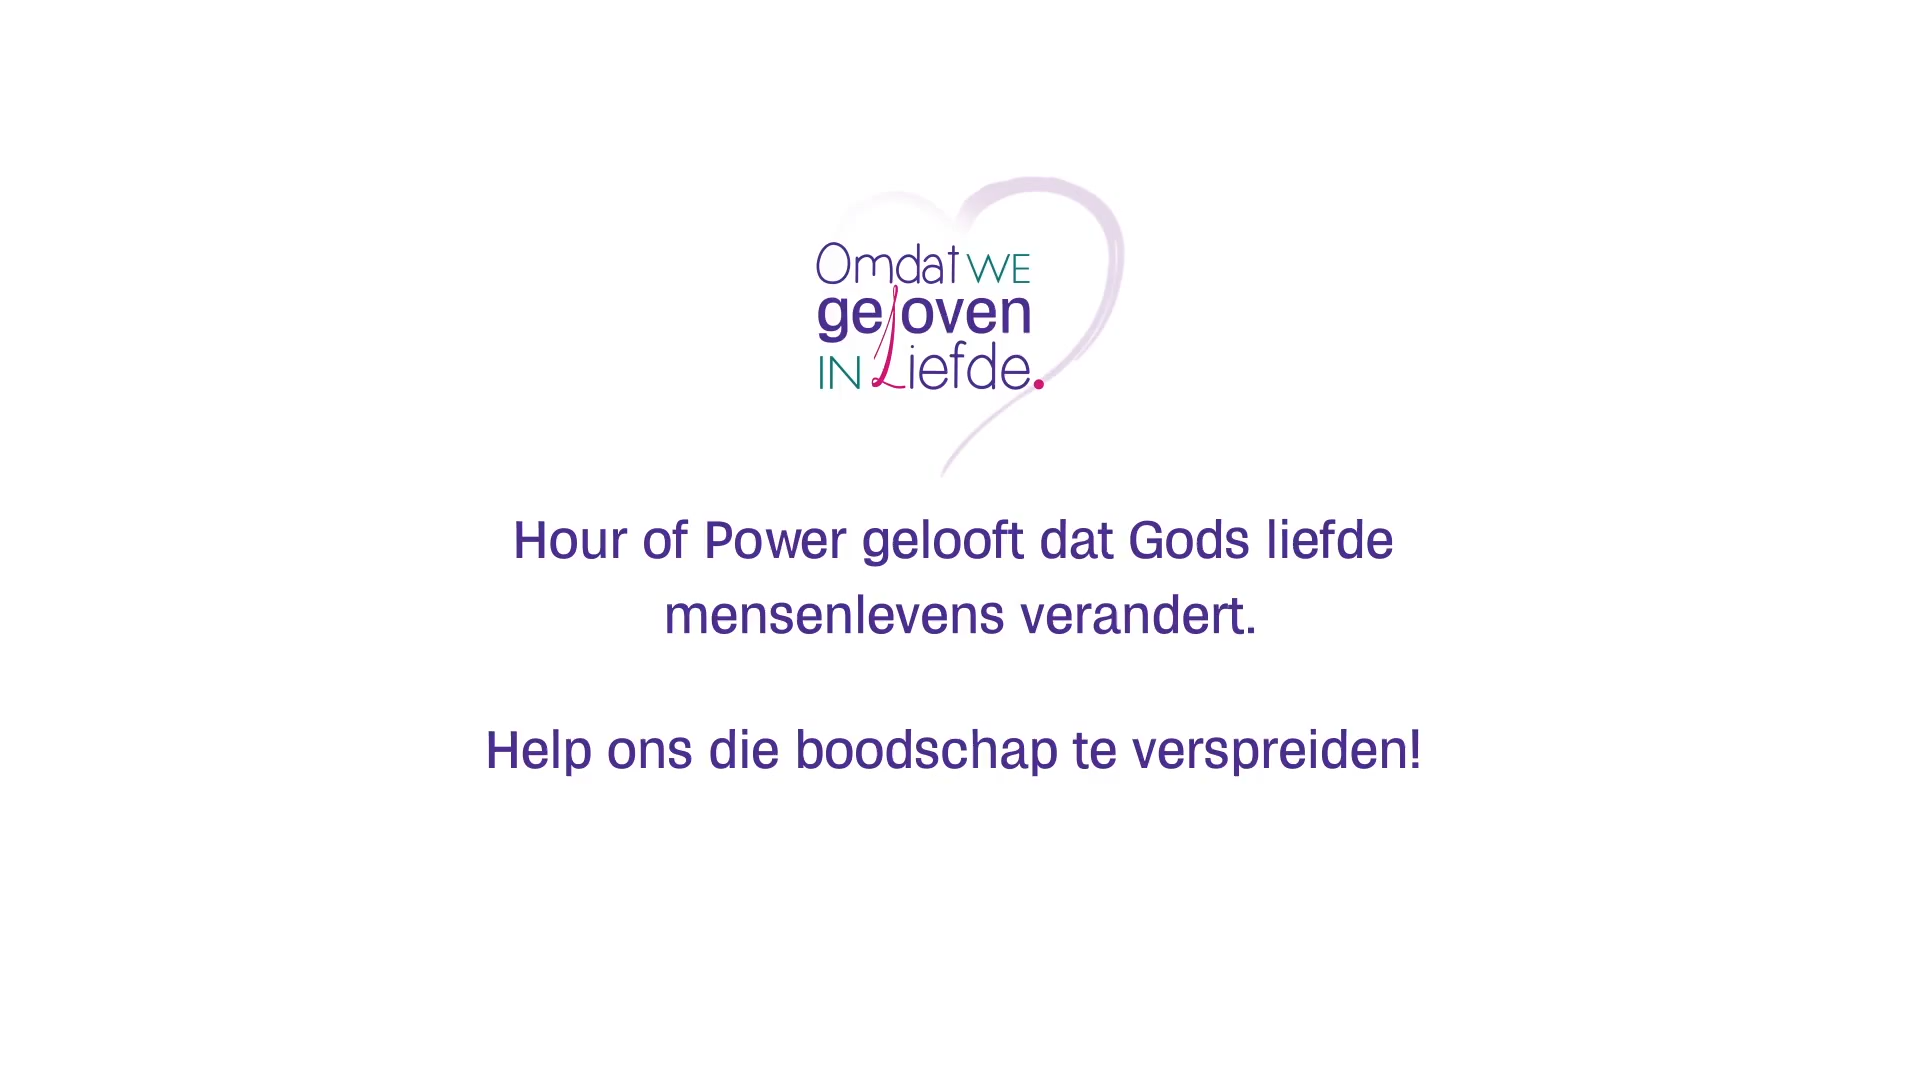 Omdat WE
geloven
IN Liefde.
Hour of Power gelooft dat Gods liefde
mensenlevens verandert.
Help ons die boodschap te verspreiden!